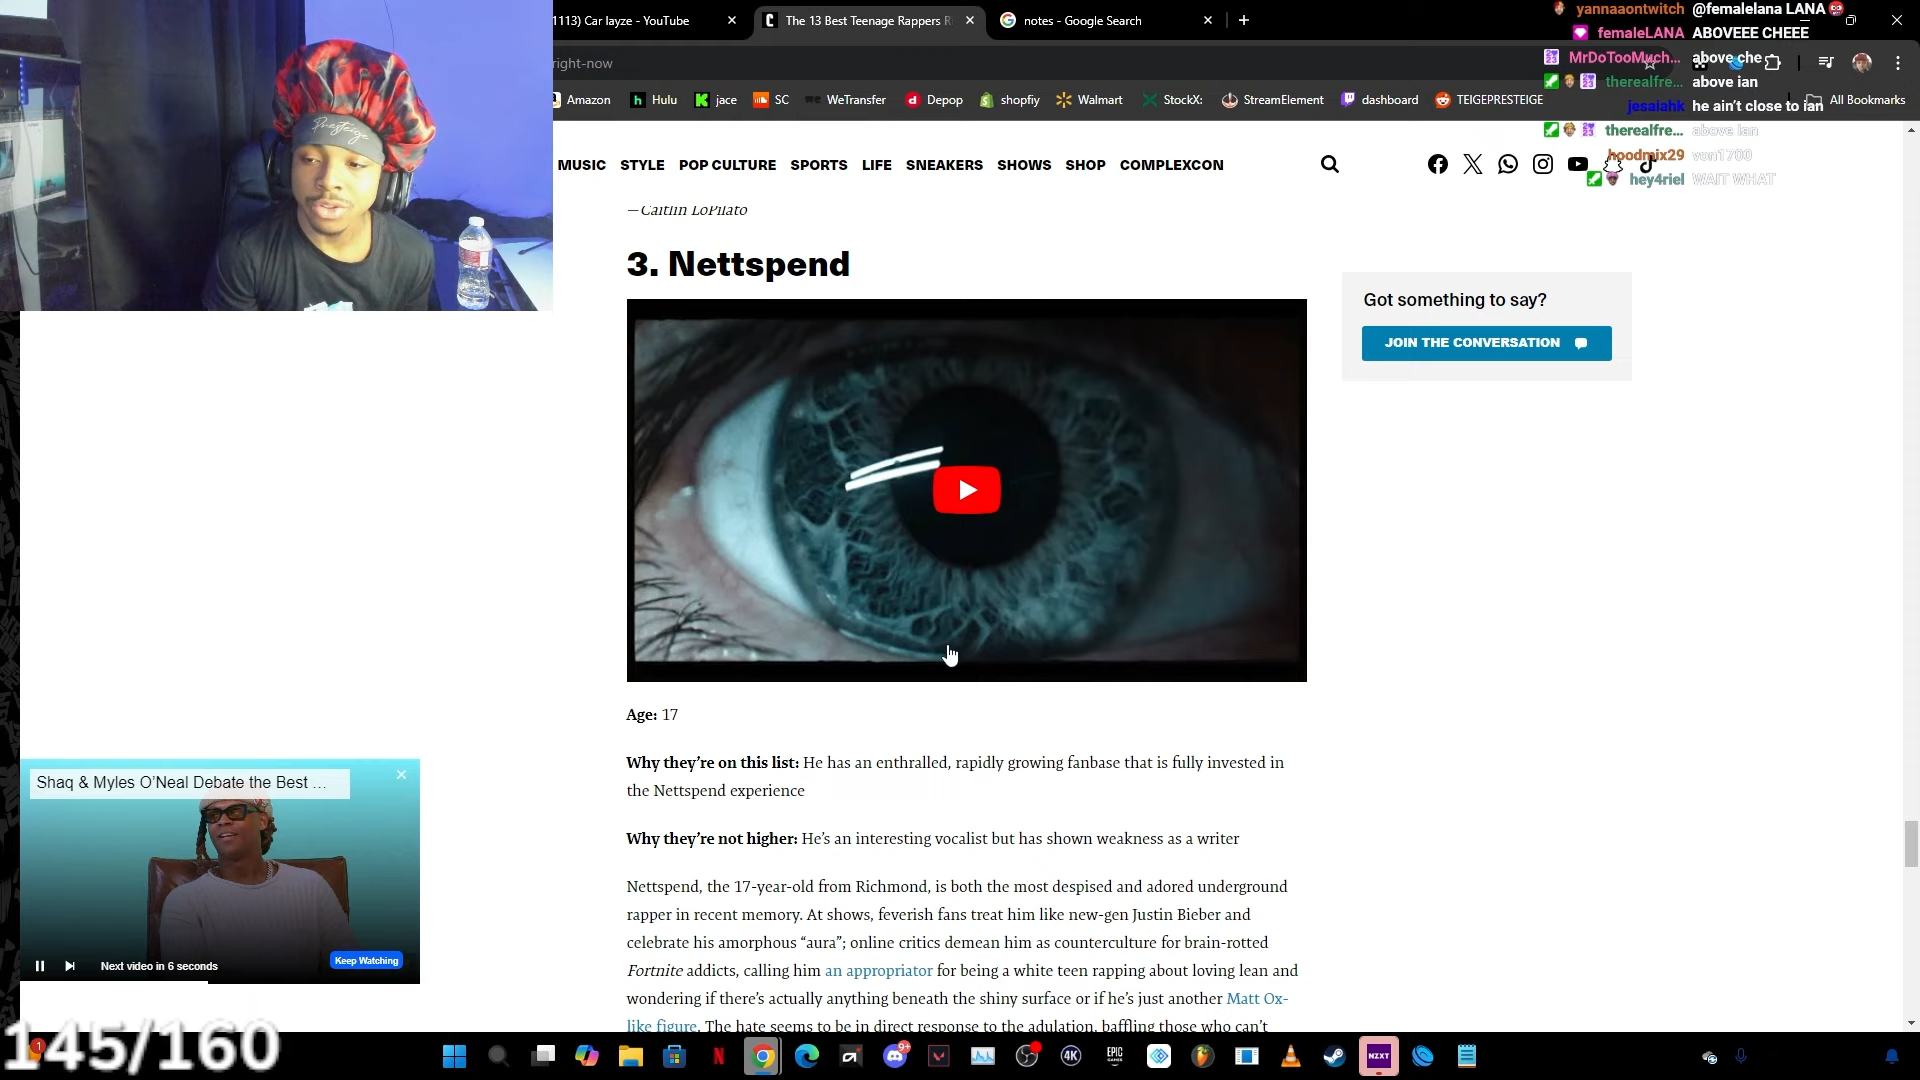 1113) Car layze - YouTube
The 13 Best Teenage Rappers R
notes - Google Search
yannaaontwitch @femalelana LANA
femaleLANA ABOVEEE CHEEE
right-now
MrDoTooMuch... above che
therealfre... above ian
Amazon
Hulu
jace
SC
WeTransfer
Depop
shopfiy
Walmart
StockX:
StreamElement
dashboard
TEIGEPRESTEIGE
All Bookmarks
jesaiahk he ain't close to ian
therealfre... above Ian
hoodmix29 von1700
hey4riel WAIT WHAT
MUSIC STYLE POP CULTURE SPORTS LIFE SNEAKERS SHOWS SHOP COMPLEXCON
—Caitlin LoPilato
3. Nettspend
Got something to say?
JOIN THE CONVERSATION
Age: 17
Why they're on this list: He has an enthralled, rapidly growing fanbase that is fully invested in
the Nettspend experience
Why they're not higher: He's an interesting vocalist but has shown weakness as a writer
Nettspend, the 17-year-old from Richmond, is both the most despised and adored underground
rapper in recent memory. At shows, feverish fans treat him like new-gen Justin Bieber and
celebrate his amorphous “aura”; online critics demean him as counterculture for brain-rotted
Fortnite addicts, calling him an appropriator for being a white teen rapping about loving lean and
wondering if there's actually anything beneath the shiny surface or if he's just another Matt Ox-
like figure. The hate seems to be in direct response to the adulation, baffling those who can't
Shaq & Myles O'Neal Debate the Best ...
Next video in 6 seconds
Keep Watching
145/160
1
9+
4K
EPIC
GAMES
NZXT